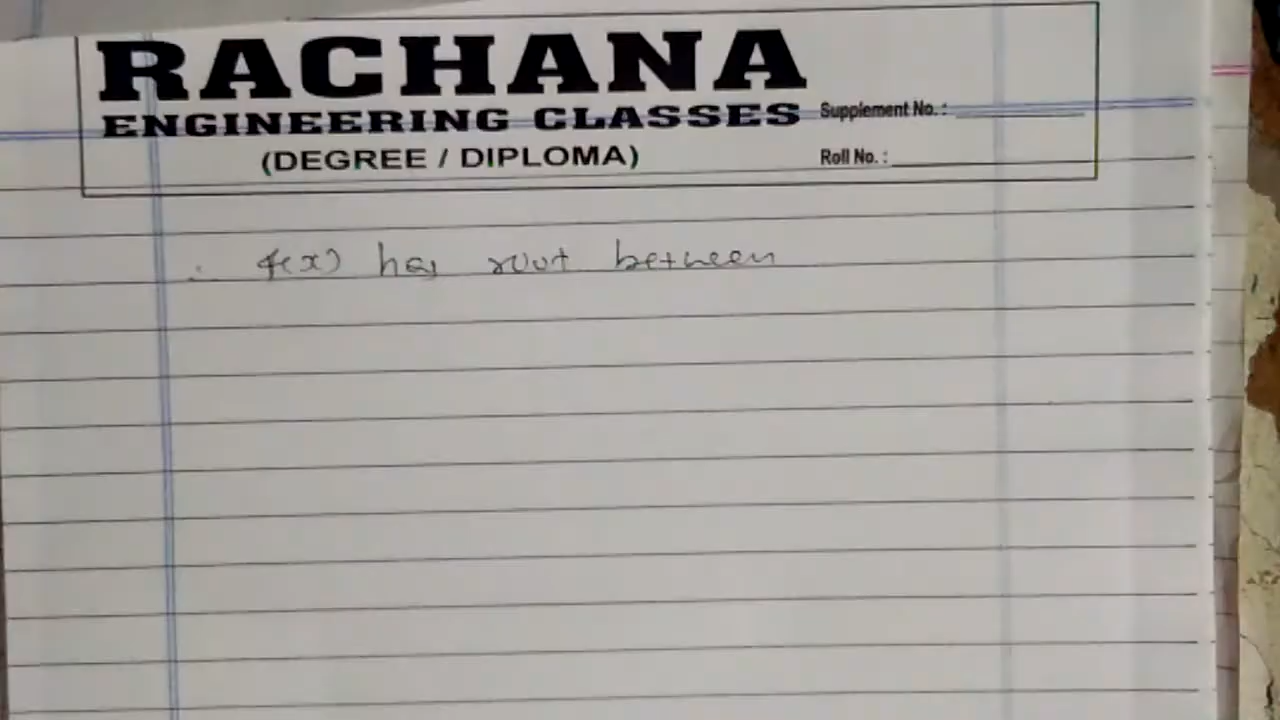 RACHANA
ENGINEERING CLASSES
(DEGREE / DIPLOMA)
Supplement No. :
Roll No. :
∴ f(x) has root between